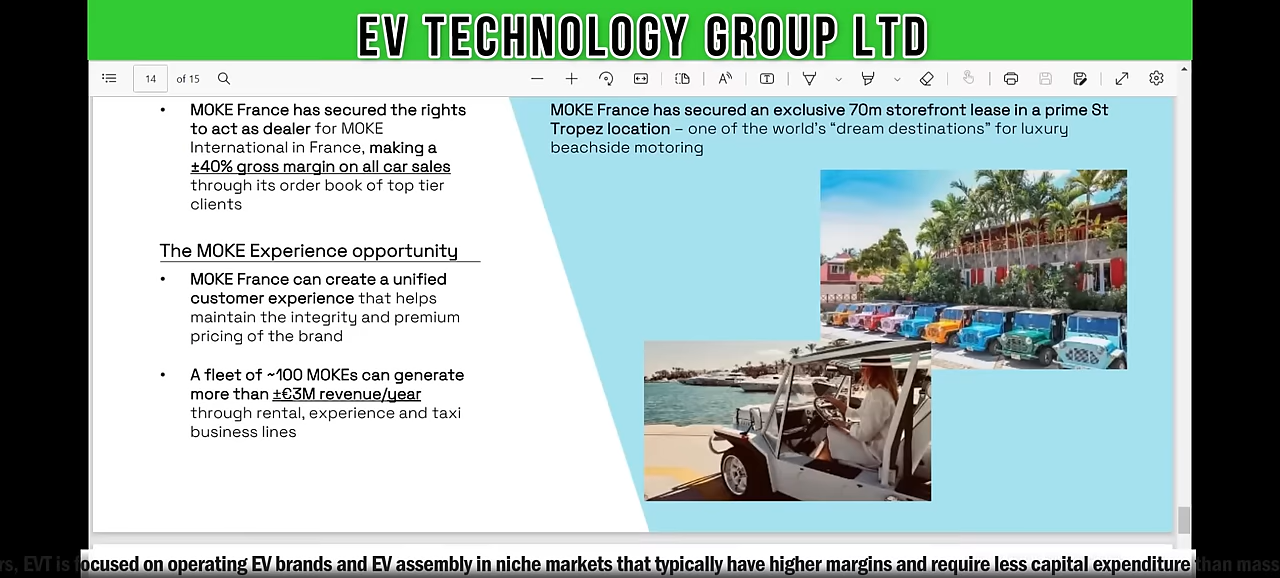 EV TECHNOLOGY GROUP LTD
14
of 15
• MOKE France has secured the rights
to act as dealer for MOKE
International in France, making a
±40% gross margin on all car sales
through its order book of top tier
clients
The MOKE Experience opportunity
• MOKE France can create a unified
customer experience that helps
maintain the integrity and premium
pricing of the brand
• A fleet of ~100 MOKEs can generate
more than ±€3M revenue/year
through rental, experience and taxi
business lines
MOKE France has secured an exclusive 70m storefront lease in a prime St
Tropez location – one of the world's “dream destinations” for luxury
beachside motoring
rs, EVT is focused on operating EV brands and EV assembly in niche markets that typically have higher margins and require less capital expenditure than mass